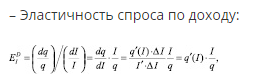 – Эластичность спроса по доходу:
E_I^D = (dq/q) / (dI/I) = dq/dI · I/q = q'(I)·ΔI/I'·ΔI · I/q = q'(I)·I/q,